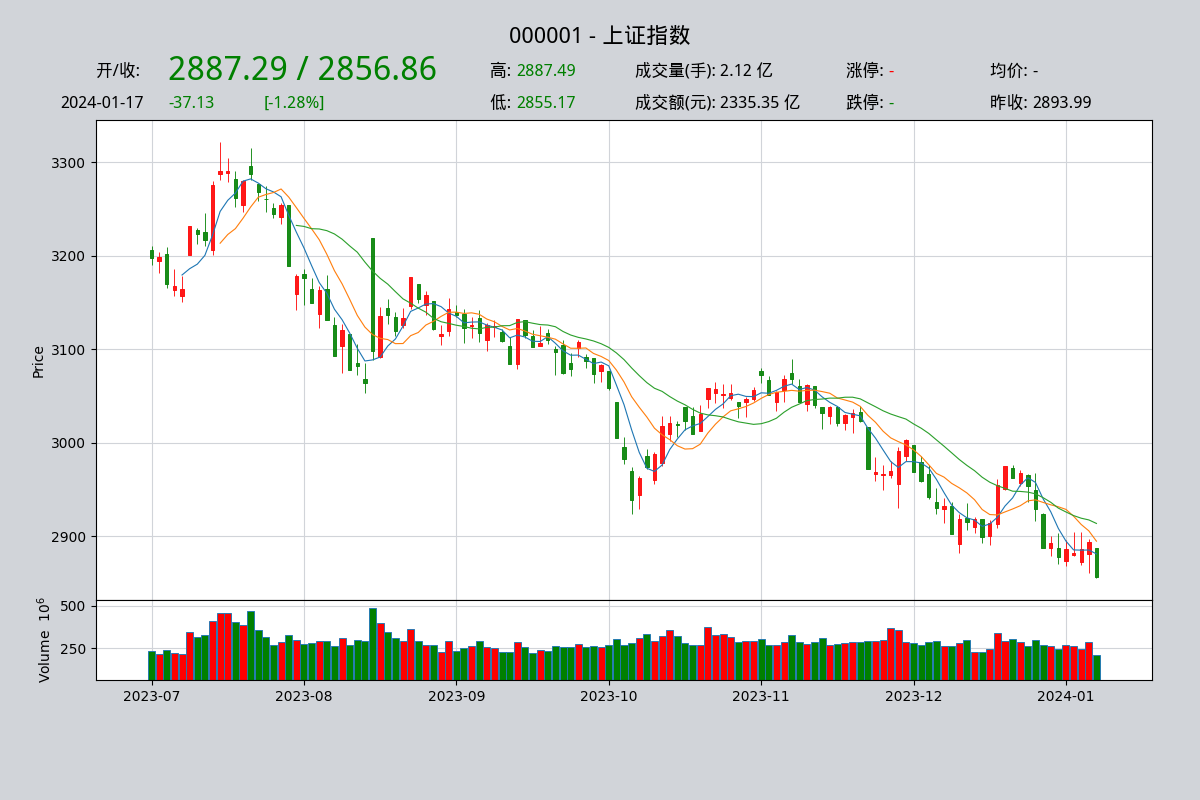 000001 - 上证指数
开/收: 2887.29 / 2856.86 高: 2887.49 成交量(手): 2.12 亿 涨停: - 均价: -
2024-01-17 -37.13 [-1.28%] 低: 2855.17 成交额(元): 2335.35 亿 跌停: - 昨收: 2893.99
3300
3200
3100
3000
2900
Price
500
250
Volume 10^6
2023-07 2023-08 2023-09 2023-10 2023-11 2023-12 2024-01